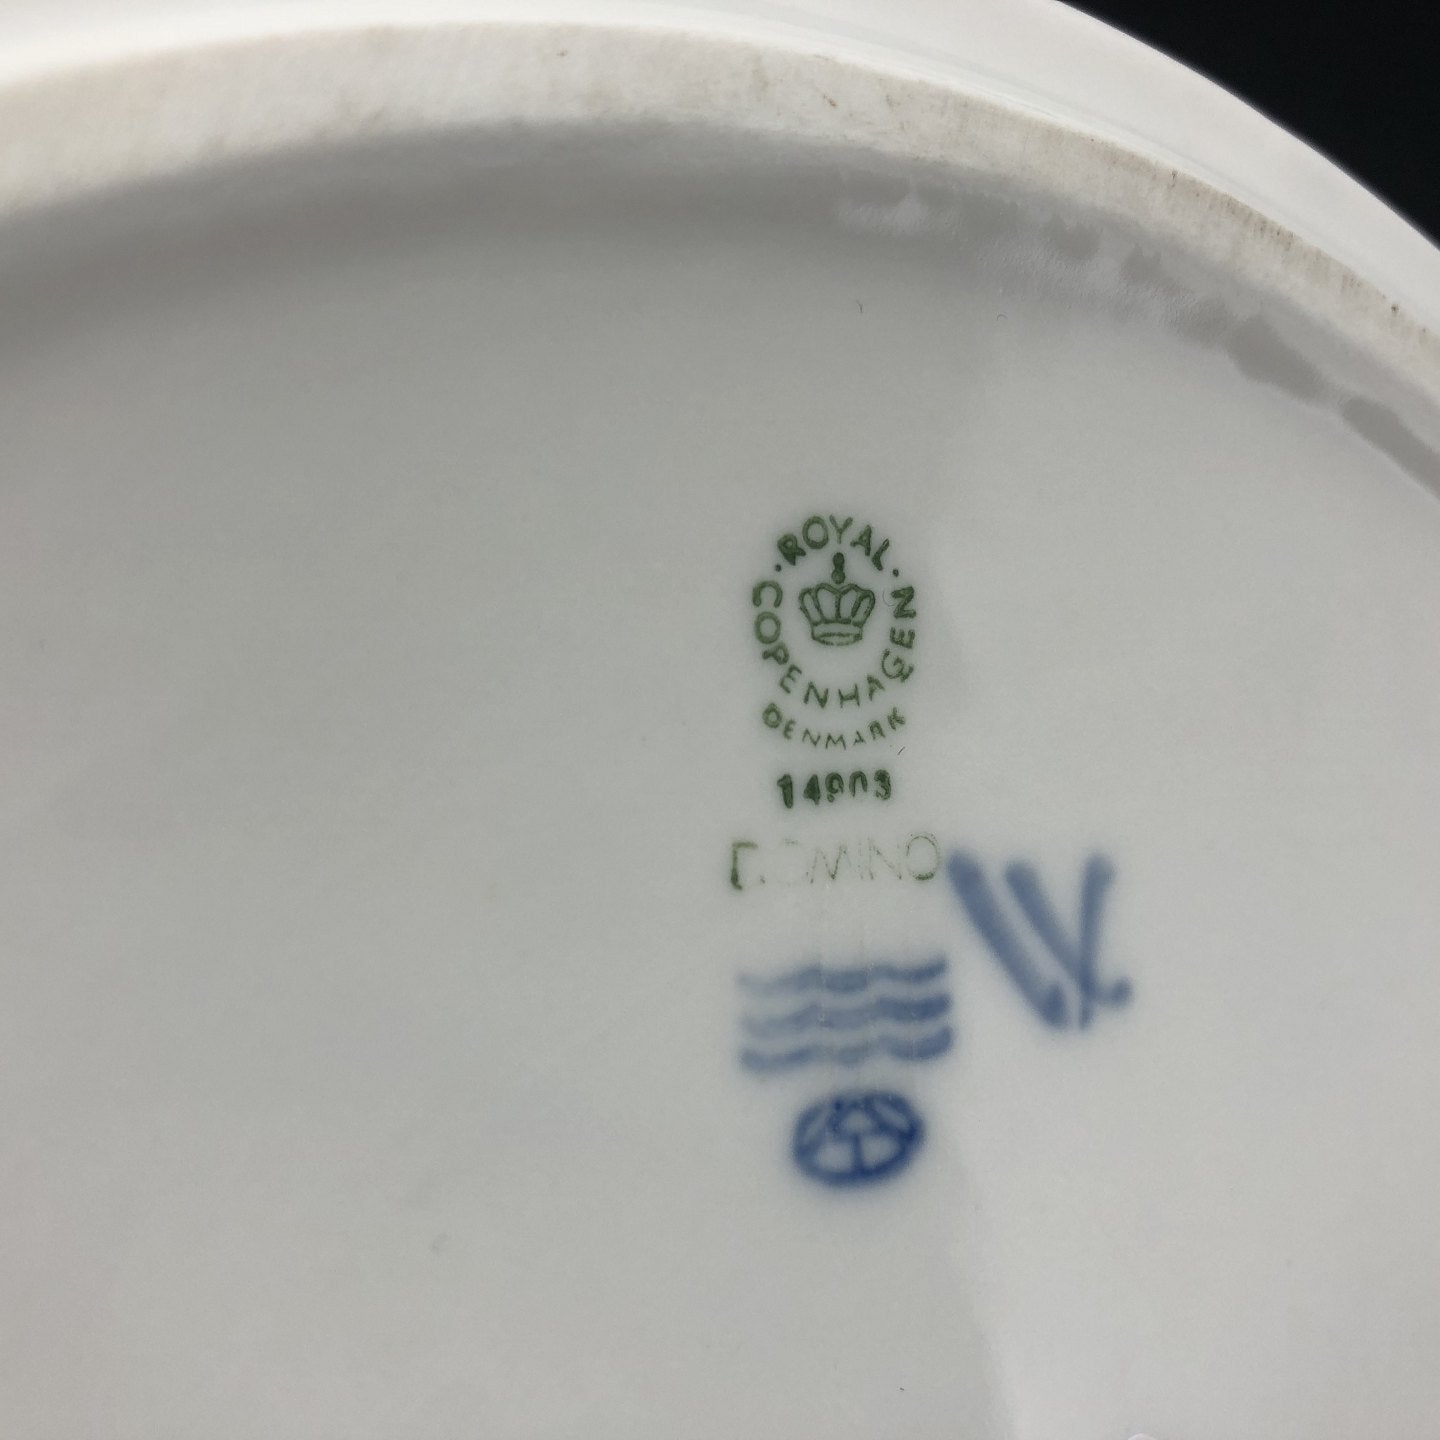 ROYAL
COPENHAGEN
DENMARK
14903
DOMINO